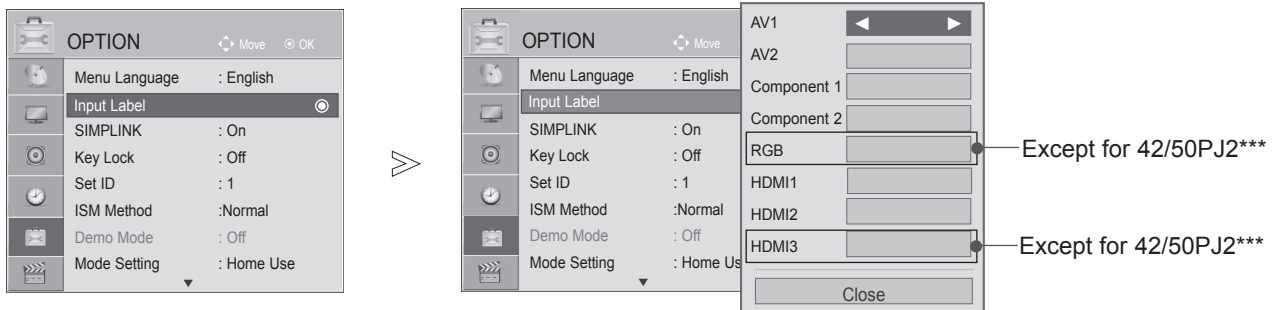 OPTION
Move OK
Menu Language : English
Input Label
SIMPLINK : On
Key Lock : Off
Set ID : 1
ISM Method :Normal
Demo Mode : Off
Mode Setting : Home Use
OPTION
Move
Menu Language : English
Input Label
SIMPLINK : On
Key Lock : Off
Set ID : 1
ISM Method :Normal
Demo Mode : Off
Mode Setting : Home Us
AV1
AV2
Component 1
Component 2
RGB
HDMI1
HDMI2
HDMI3
Close
Except for 42/50PJ2***
Except for 42/50PJ2***